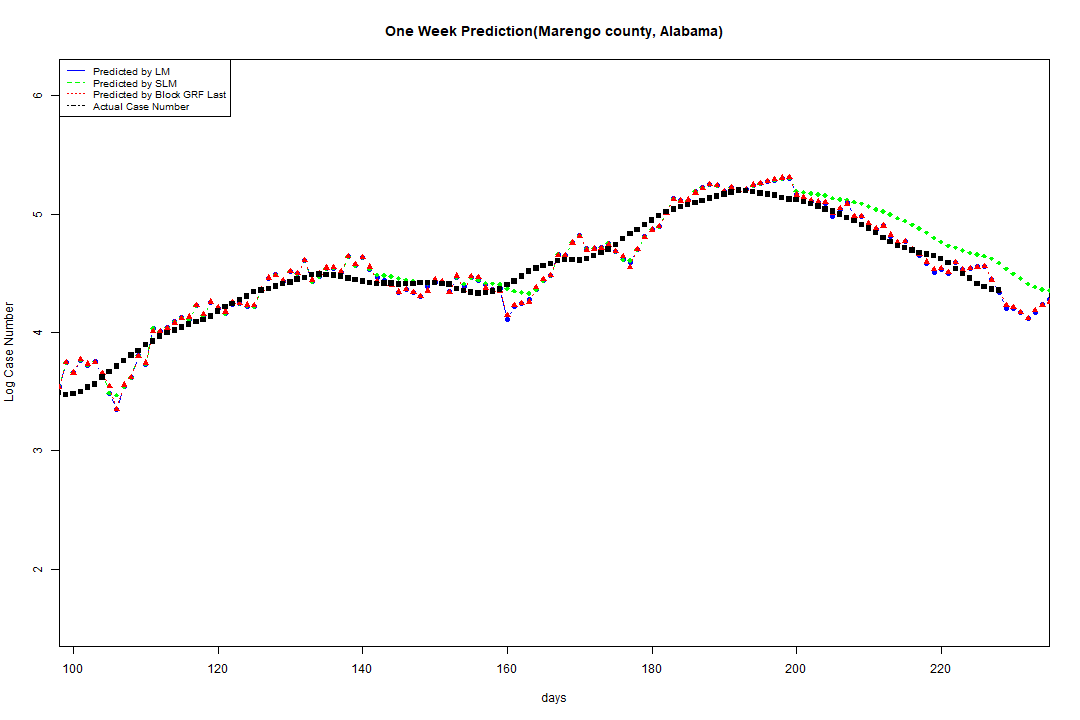 One Week Prediction(Marengo county, Alabama)
Predicted by LM
Predicted by SLM
Predicted by Block GRF Last
Actual Case Number
6
5
4
3
2
Log Case Number
100 120 140 160 180 200 220
days